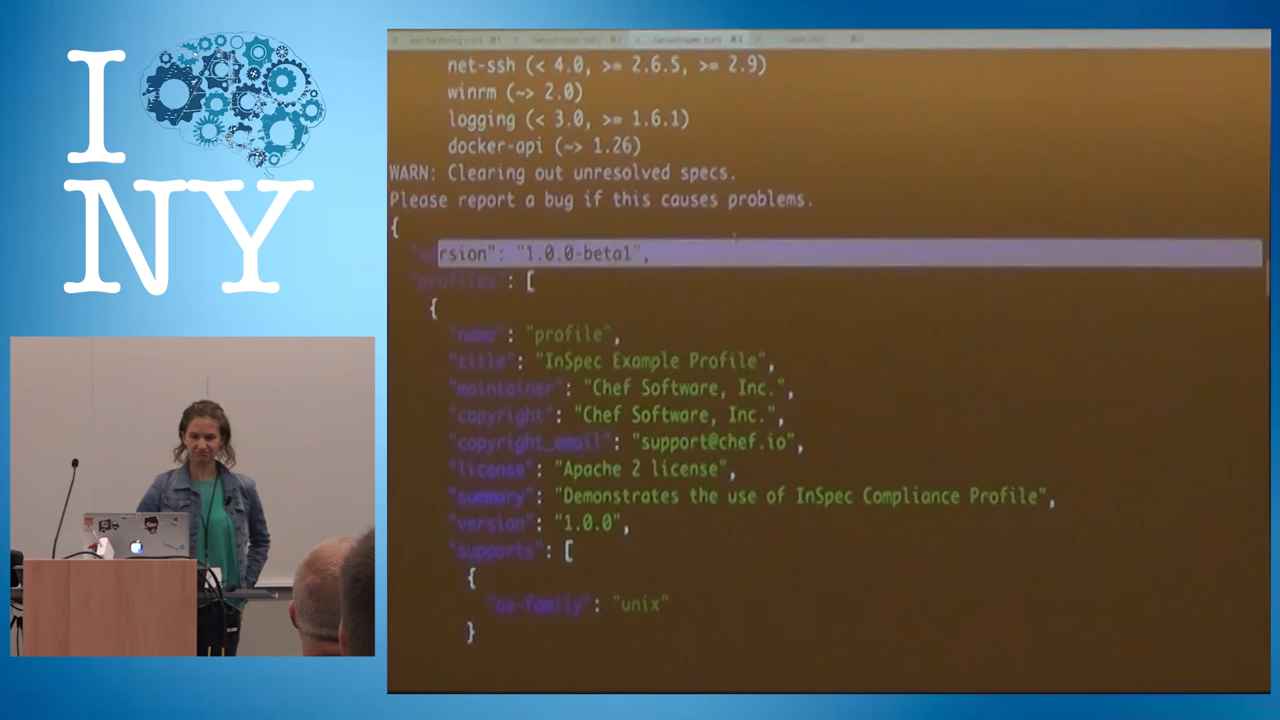 I
NY
net-ssh (< 4.0, >= 2.6.5, >= 2.9)
winrm (~> 2.0)
logging (< 3.0, >= 1.6.1)
docker-api (~> 1.26)
WARN: Clearing out unresolved specs.
Please report a bug if this causes problems.
{
"version": "1.0.0-beta1",
"profiles": [
{
"name": "profile",
"title": "InSpec Example Profile",
"maintainer": "Chef Software, Inc.",
"copyright": "Chef Software, Inc.",
"copyright_email": "support@chef.io",
"license": "Apache 2 license",
"summary": "Demonstrates the use of InSpec Compliance Profile",
"version": "1.0.0",
"supports": [
{
"os-family": "unix"
}